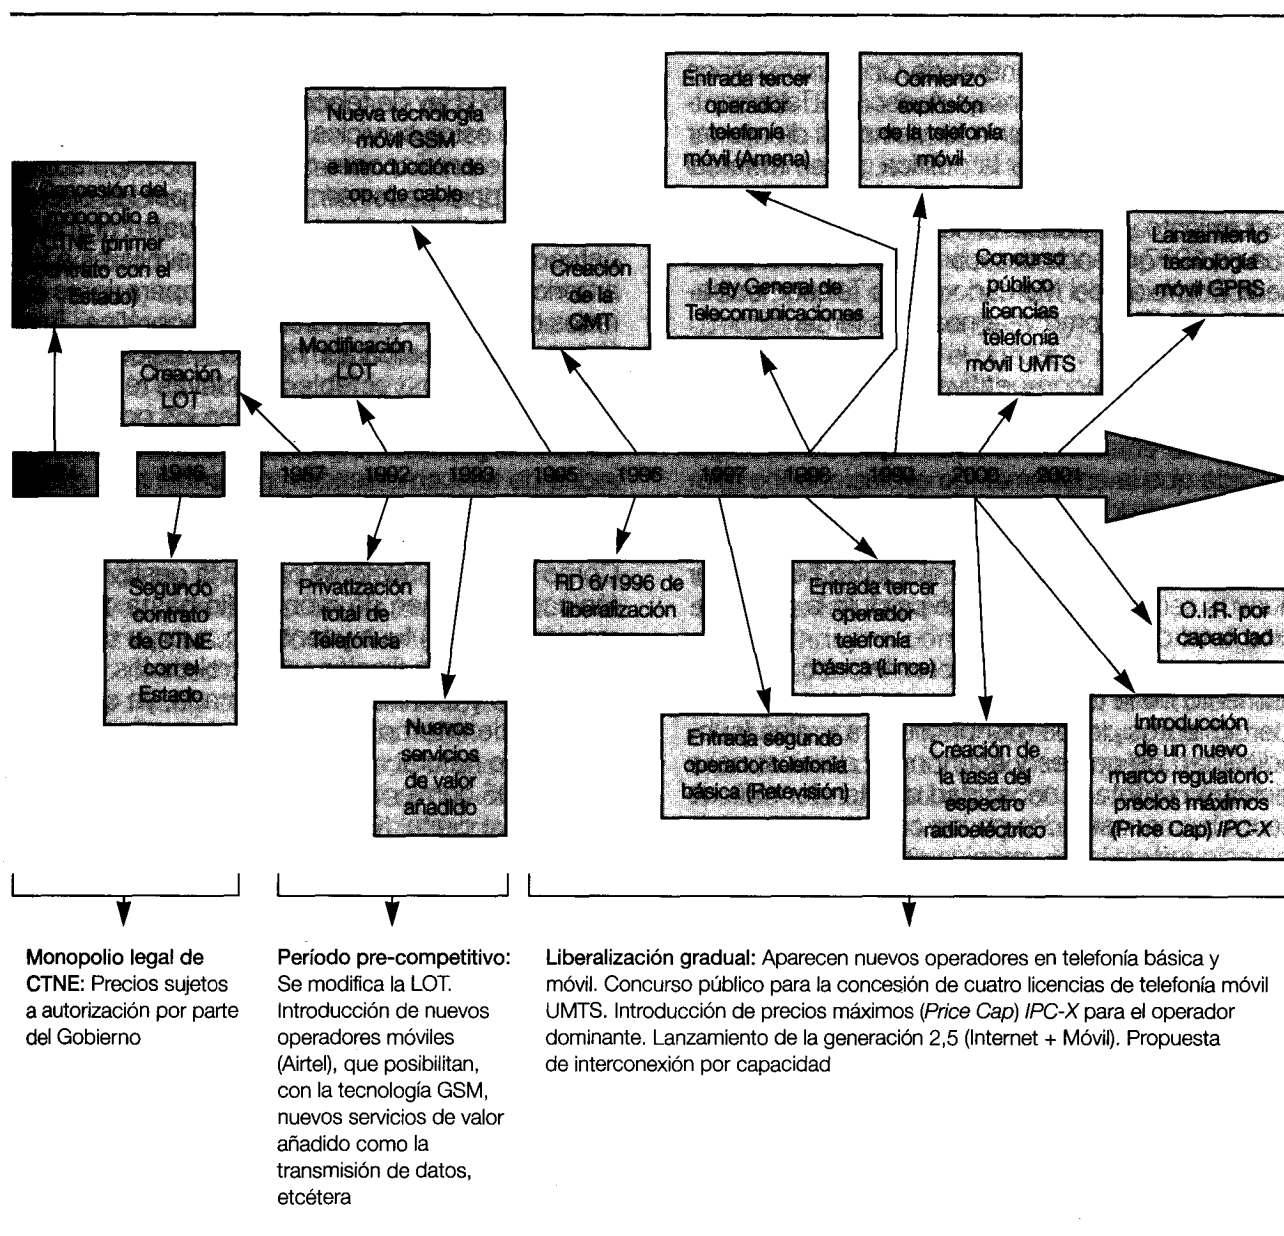 Entrada tercer
operador
telefonía
móvil (Amena)
Comienzo
explosión
de la telefonía
móvil
Nueva tecnología
móvil GSM
e introducción de
op. de cable
Concesión del
monopolio a
CTNE (primer
contrato con el
Estado)
Creación
de la
CMT
Ley General de
Telecomunicaciones
Concurso
público
licencias
telefonía
móvil UMTS
Lanzamiento
tecnología
móvil GPRS
Creación
LOT
Modificación
LOT
1987 1992 1993 1995 1996 1997 1998 1999 2000 2001
Segundo
contrato
de CTNE
con el
Estado
Privatización
total de
Telefónica
Nuevos
servicios
de valor
añadido
RD 6/1996 de
liberalización
Entrada segundo
operador telefonía
básica (Retevisión)
Entrada tercer
operador
telefonía
básica (Lince)
Creación de
la tasa del
espectro
radioeléctrico
O.I.R. por
capacidad
Introducción
de un nuevo
marco regulatorio:
precios máximos
(Price Cap) IPC-X
Monopolio legal de
CTNE: Precios sujetos
a autorización por parte
del Gobierno
Período pre-competitivo:
Se modifica la LOT.
Introducción de nuevos
operadores móviles
(Airtel), que posibilitan,
con la tecnología GSM,
nuevos servicios de valor
añadido como la
transmisión de datos,
etcétera
Liberalización gradual: Aparecen nuevos operadores en telefonía básica y
móvil. Concurso público para la concesión de cuatro licencias de telefonía móvil
UMTS. Introducción de precios máximos (Price Cap) IPC-X para el operador
dominante. Lanzamiento de la generación 2,5 (Internet + Móvil). Propuesta
de interconexión por capacidad